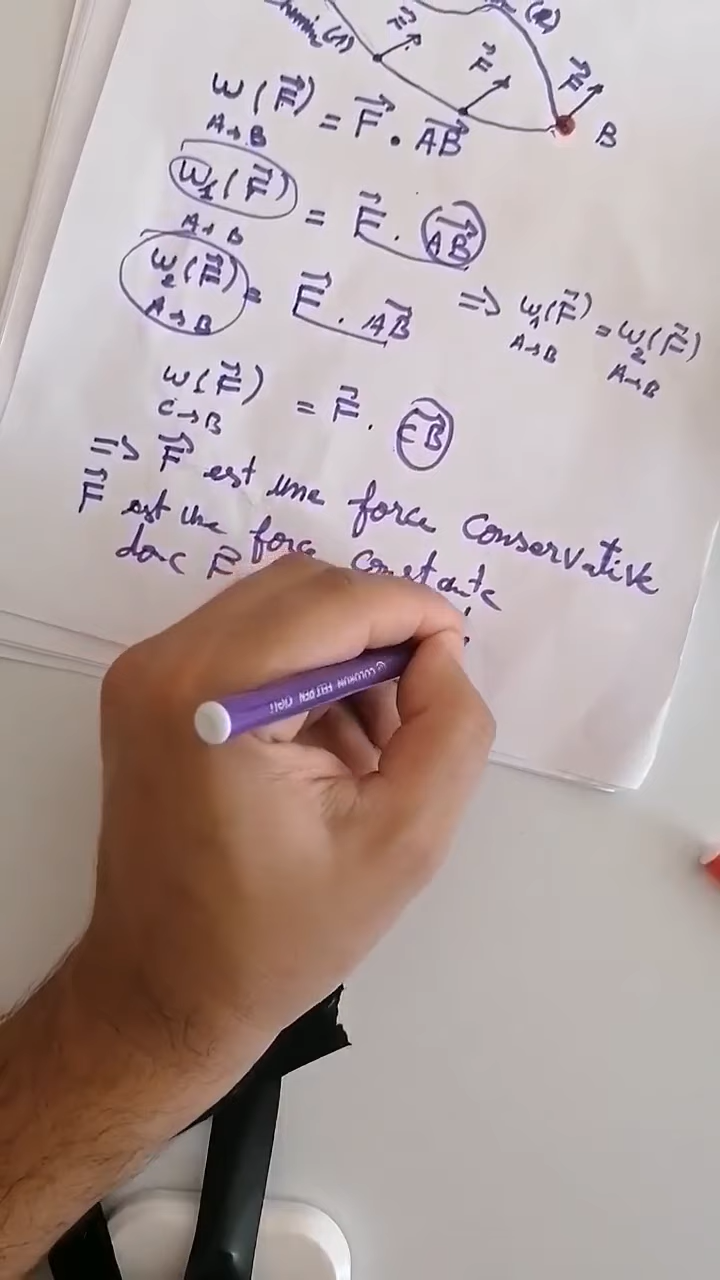 (2)
(1) F⃗
F⃗
F⃗
B
W(F⃗) = F⃗ . AB⃗
A→B
W₁(F⃗) = F⃗ . AB⃗
A→B
W₂(F⃗) = F⃗ . AB⃗ => W₁(F⃗) = W₂(F⃗)
A→B A→B A→B
W(F⃗) = F⃗ . CB⃗
C→B
=> F⃗ est une force conservative
F⃗ est une force constante
donc F⃗